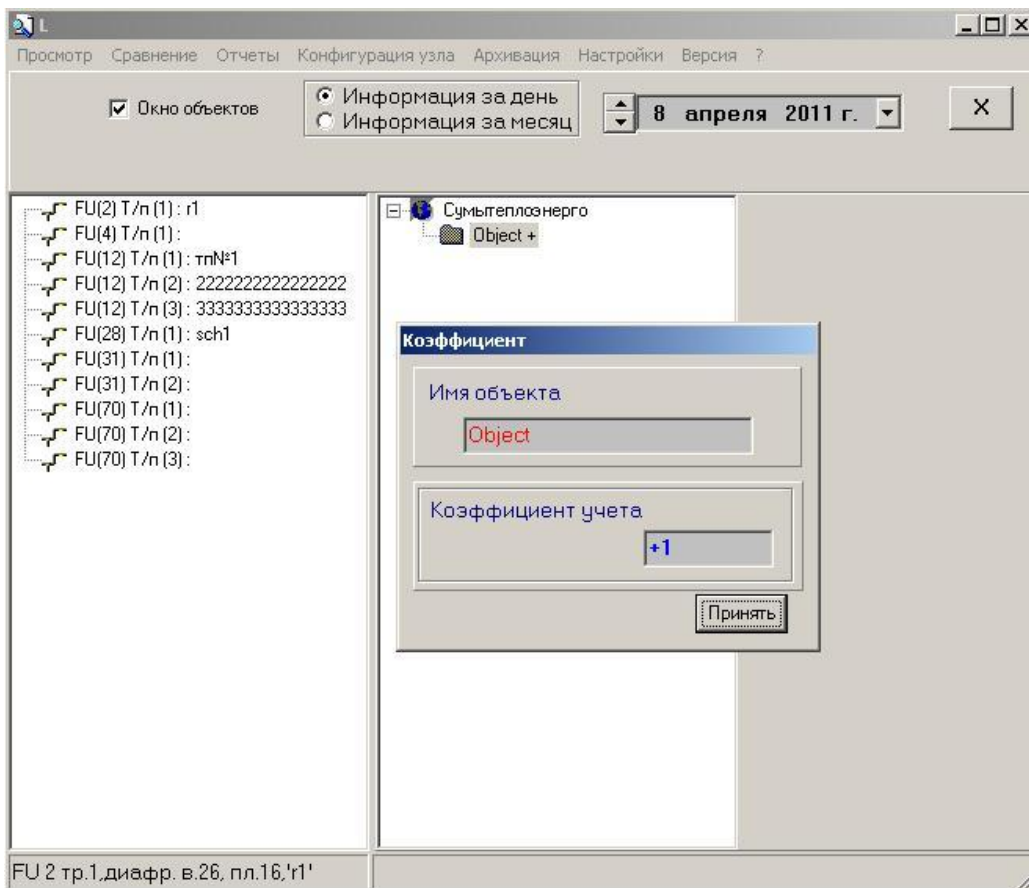 L
Просмотр Сравнение Отчеты Конфигурация узла Архивация Настройки Версия ?
Окно объектов
Информация за день
Информация за месяц
8 апреля 2011 г.
X
FU(2) Т/п (1) : r1
FU(4) Т/п (1) :
FU(12) Т/п (1) : тп№1
FU(12) Т/п (2) : 2222222222222222
FU(12) Т/п (3) : 3333333333333333
FU(28) Т/п (1) : sch1
FU(31) Т/п (1) :
FU(31) Т/п (2) :
FU(70) Т/п (1) :
FU(70) Т/п (2) :
FU(70) Т/п (3) :
Сумытеплоэнерго
Object +
Коэффициент
Имя объекта
Object
Коэффициент учета
+1
Принять
FU 2 тр.1,диафр. в.26, пл.16,'r1'